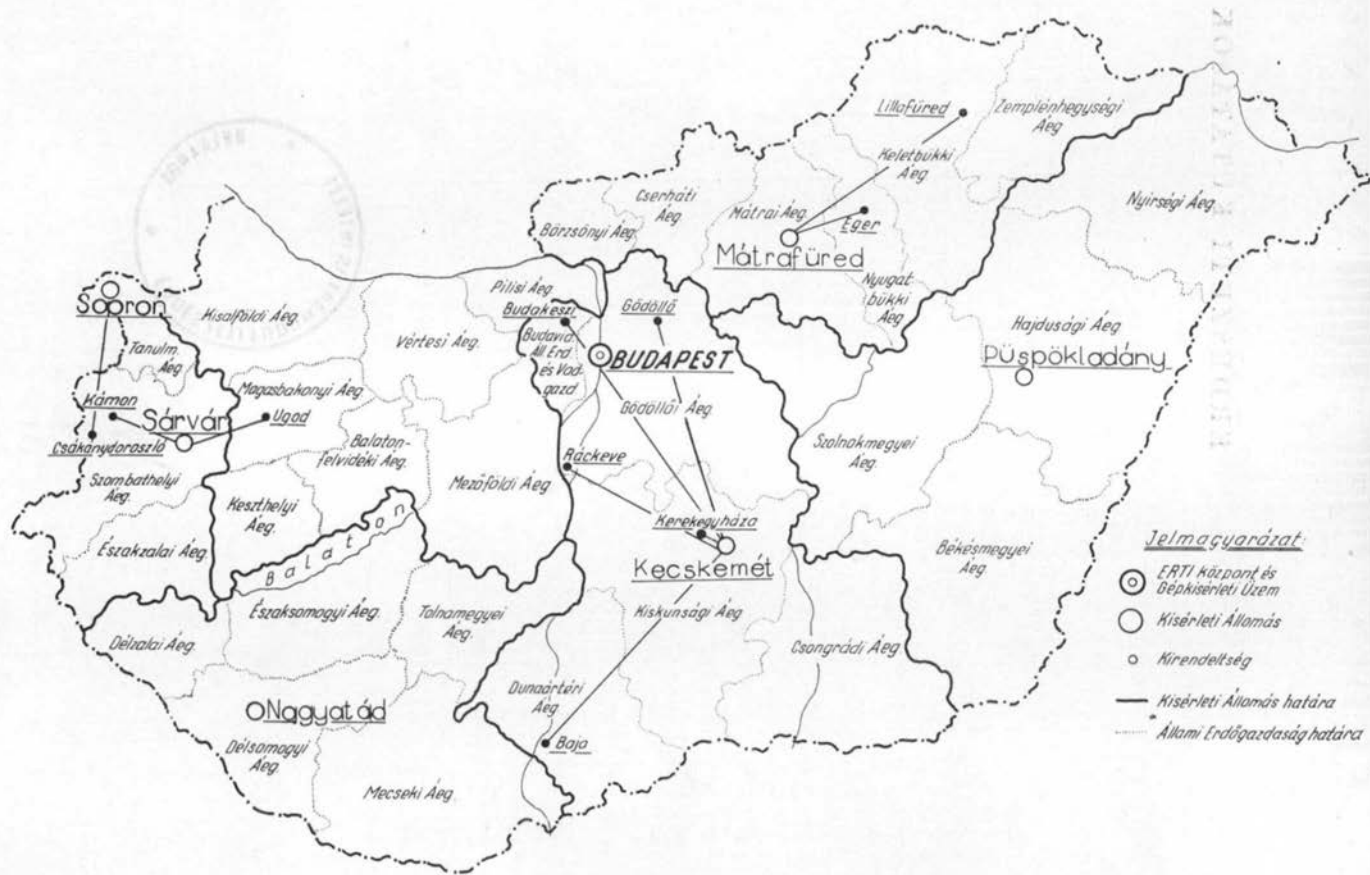 Lillafüred
Zemplénhegységi
Áeg
Keletbükki
Áeg.
Cserháti
Áeg.
Nyirségi Áeg.
Mátrai Áeg.
Börzsönyi Áeg.
Eger
Mátrafüred
Nyugat
bükki
Áeg.
Pilisi Áeg.
Sopron
Budakeszi
Gödöllő
Kisalföldi Áeg.
Hajdusági Áeg
Vértesi Áeg.
Budavid.
Áll. Erd.
és Vad-
gazd
BUDAPEST
Püspökladány
Tanulm.
Áeg
Magasbakonyi Áeg.
Kámon
Sárvár
Ugod
Gödöllői Áeg.
Csákánydoroszló
Balaton-
felvidéki Áeg.
Szolnokmegyei
Áeg.
Ráckeve
Szombathelyi
Áeg.
Keszthelyi
Áeg.
Mezőföldi Áeg
Kerekegyháza
Északzalai Áeg.
Balaton
Kecskemét
Békésmegyei
Áeg.
Északsomogyi Áeg.
Tolnamegyei
Áeg.
Kiskunsági Áeg
Délzalai Áeg.
Csongrádi Áeg.
Dunaártéri
Áeg.
Nagyatád
Baja
Délsomogyi
Áeg.
Mecseki Áeg.
Jelmagyarázat:
ERTI Központ és
Gépkisérleti Üzem
Kisérleti Állomás
Kirendeltség
Kisérleti Állomás határa
Állami Erdőgazdaság határa